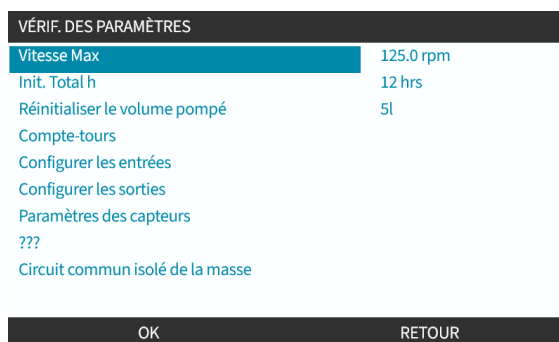 VÉRIF. DES PARAMÈTRES
Vitesse Max 125.0 rpm
Init. Total h 12 hrs
Réinitialiser le volume pompé 5l
Compte-tours
Configurer les entrées
Configurer les sorties
Paramètres des capteurs
???
Circuit commun isolé de la masse
OK RETOUR